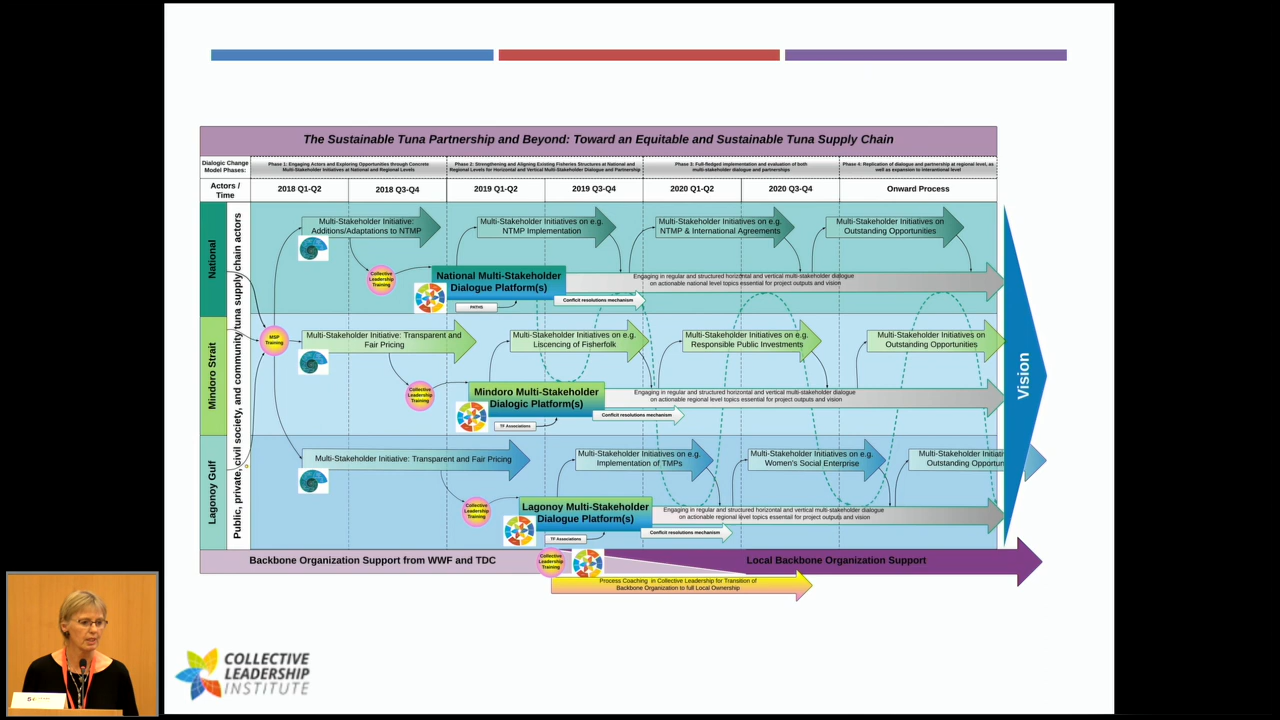 The Sustainable Tuna Partnership and Beyond: Toward an Equitable and Sustainable Tuna Supply Chain
Dialogic Change
Model Phases:
Phase 1: Engaging Actors and Exploring Opportunities through Concrete
Multi-Stakeholder Initiatives at National and Regional Levels
Phase 2: Strengthening and Aligning Existing Fisheries Structures at National and
Regional Levels for Horizontal and Vertical Multi-Stakeholder Dialogue and Partnership
Phase 3: Full-fledged implementation and evaluation of both
multi-stakeholder dialogue and partnerships
Phase 4: Replication of dialogue and partnership at regional level, as
well as expansion to interentional level
Actors /
Time
2018 Q1-Q2
2018 Q3-Q4
2019 Q1-Q2
2019 Q3-Q4
2020 Q1-Q2
2020 Q3-Q4
Onward Process
National
Public, private, civil society, and community tuna supply chain actors
Multi-Stakeholder Initiative:
Additions/Adaptations to NTMP
Multi-Stakeholder Initiatives on e.g.
NTMP Implementation
Multi-Stakeholder Initiatives on e.g.
NTMP & International Agreements
Multi-Stakeholder Initiatives on
Outstanding Opportunities
Collective
Leadership
Training
National Multi-Stakeholder
Dialogue Platform(s)
Engaging in regular and structured horizontal and vertical multi-stakeholder dialogue
on actionable national level topics essential for project outputs and vision
Conflicit resolutions mechanism
Mindoro Strait
MSP
Training
Multi-Stakeholder Initiative: Transparent and
Fair Pricing
Multi-Stakeholder Initiatives on e.g.
Liscencing of Fisherfolk
Multi-Stakeholder Initiatives on e.g.
Responsible Public Investments
Multi-Stakeholder Initiatives on
Outstanding Opportunities
Collective
Leadership
Training
Mindoro Multi-Stakeholder
Dialogic Platform(s)
Engaging in regular and structured horizontal and vertical multi-stakeholder dialogue
on actionable regional level topics essential for project outputs and vision
Conflicit resolutions mechanism
TF Associations
Vision
Lagonoy Gulf
Multi-Stakeholder Initiative: Transparent and Fair Pricing
Multi-Stakeholder Initiatives on e.g.
Implementation of TMPs
Multi-Stakeholder Initiatives on e.g.
Women's Social Enterprise
Multi-Stakeholder Initiati
Outstanding Opportun
Collective
Leadership
Training
Lagonoy Multi-Stakeholder
Dialogue Platform(s)
Engaging in regular and structured horizontal and vertical multi-stakeholder dialogue
on actionable regional level topics essentail for project outputs and vision
Conflicit resolutions mechanism
TF Associations
Backbone Organization Support from WWF and TDC
Collective
Leadership
Training
Local Backbone Organization Support
Process Coaching in Collective Leadership for Transition of
Backbone Organization to full Local Ownership
COLLECTIVE
LEADERSHIP
INSTITUTE